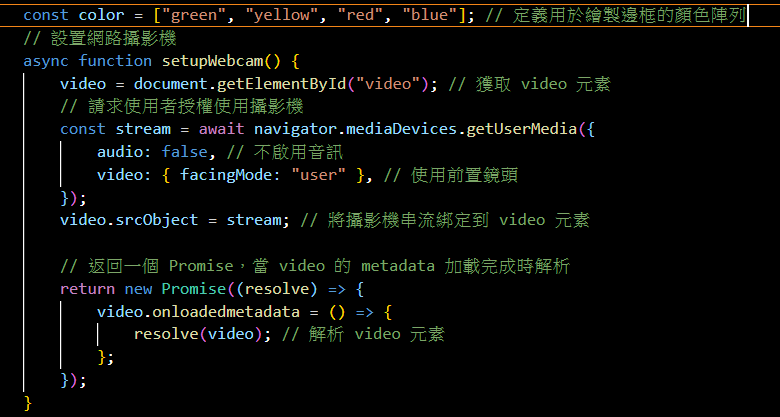 const color = ["green", "yellow", "red", "blue"]; // 定義用於繪製邊框的顏色陣列
// 設置網路攝影機
async function setupWebcam() {
video = document.getElementById("video"); // 獲取 video 元素
// 請求使用者授權使用攝影機
const stream = await navigator.mediaDevices.getUserMedia({
audio: false, // 不啟用音訊
video: { facingMode: "user" }, // 使用前置鏡頭
});
video.srcObject = stream; // 將攝影機串流綁定到 video 元素
// 返回一個 Promise，當 video 的 metadata 加載完成時解析
return new Promise((resolve) => {
video.onloadedmetadata = () => {
resolve(video); // 解析 video 元素
};
});
}